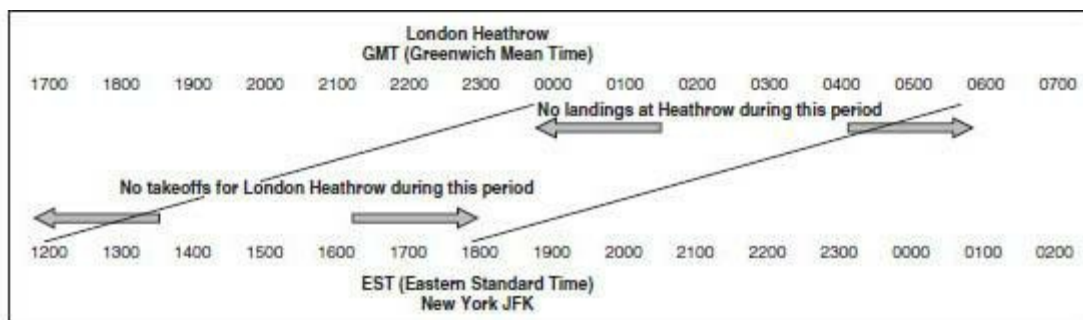 London Heathrow
GMT (Greenwich Mean Time)
1700 1800 1900 2000 2100 2200 2300 0000 0100 0200 0300 0400 0500 0600 0700
No landings at Heathrow during this period
No takeoffs for London Heathrow during this period
1200 1300 1400 1500 1600 1700 1800 1900 2000 2100 2200 2300 0000 0100 0200
EST (Eastern Standard Time)
New York JFK